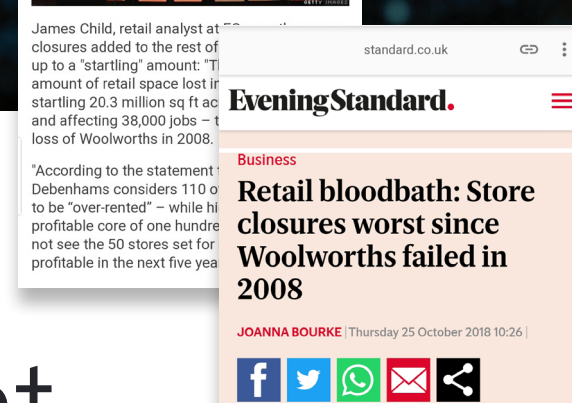 GETTY IMAGES
James Child, retail analyst at
closures added to the rest of
up to a "startling" amount:
amount of retail space lost in
startling 20.3 million sq ft
and affecting 38,000 jobs –
loss of Woolworths in 2008.
"According to the statement
Debenhams considers 110
to be “over-rented” – while
profitable core of one hundre
not see the 50 stores set for
profitable in the next five yea
standard.co.uk
Evening Standard.
Business
Retail bloodbath: Store
closures worst since
Woolworths failed in
2008
JOANNA BOURKE | Thursday 25 October 2018 10:26 |